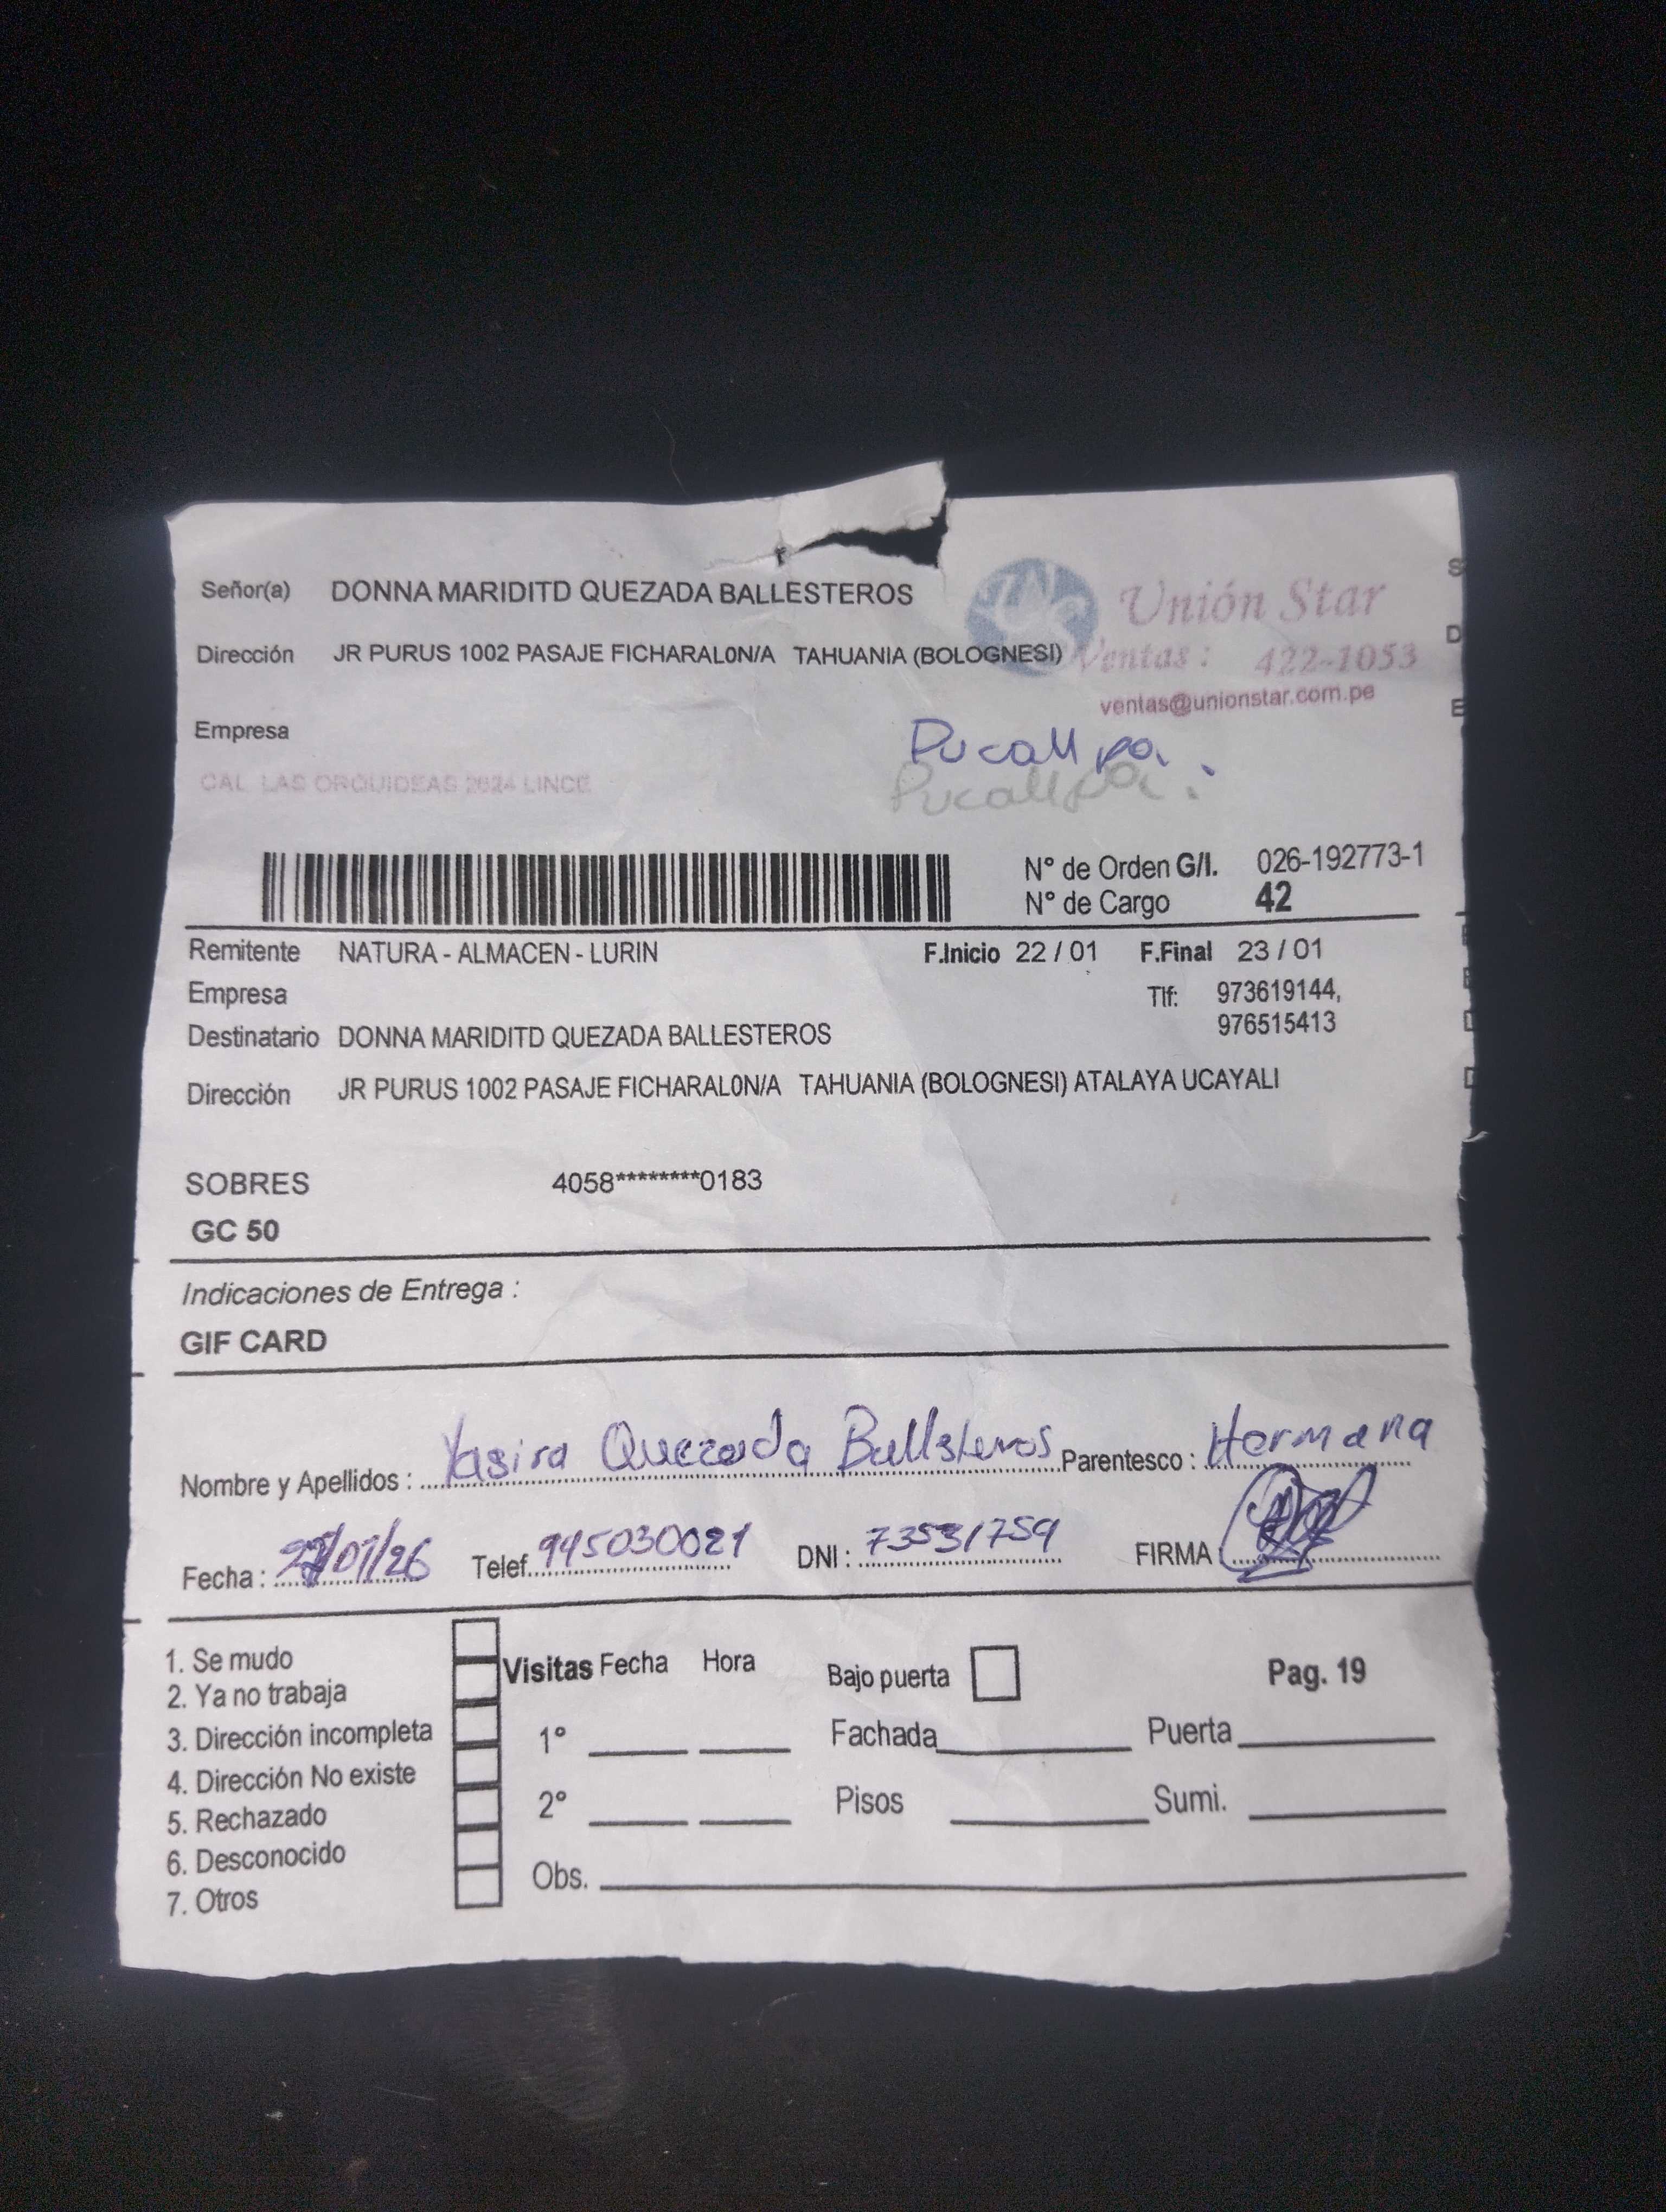 Señor(a) DONNA MARIDITD QUEZADA BALLESTEROS
Unión Star
Dirección JR PURUS 1002 PASAJE FICHARAL0N/A TAHUANIA (BOLOGNESI)
Ventas : 422-1053
ventas@unionstar.com.pe
Empresa
Pucallpa.
Pucallpa.
CAL LAS ORQUIDEAS 2624 LINCE
N° de Orden G/I. 026-192773-1
N° de Cargo 42
Remitente NATURA - ALMACEN - LURIN F.Inicio 22 / 01 F.Final 23 / 01
Empresa Tlf: 973619144,
976515413
Destinatario DONNA MARIDITD QUEZADA BALLESTEROS
Dirección JR PURUS 1002 PASAJE FICHARAL0N/A TAHUANIA (BOLOGNESI) ATALAYA UCAYALI
SOBRES 4058********0183
GC 50
Indicaciones de Entrega :
GIF CARD
Nombre y Apellidos : Yasira Quezada Ballsteros Parentesco : Hermana
Fecha : /01/26 Telef. 945030021 DNI : 73531759 FIRMA
1. Se mudo
2. Ya no trabaja
3. Dirección incompleta
4. Dirección No existe
5. Rechazado
6. Desconocido
7. Otros
Visitas Fecha Hora Bajo puerta Pag. 19
1° Fachada Puerta
2° Pisos Sumi.
Obs.